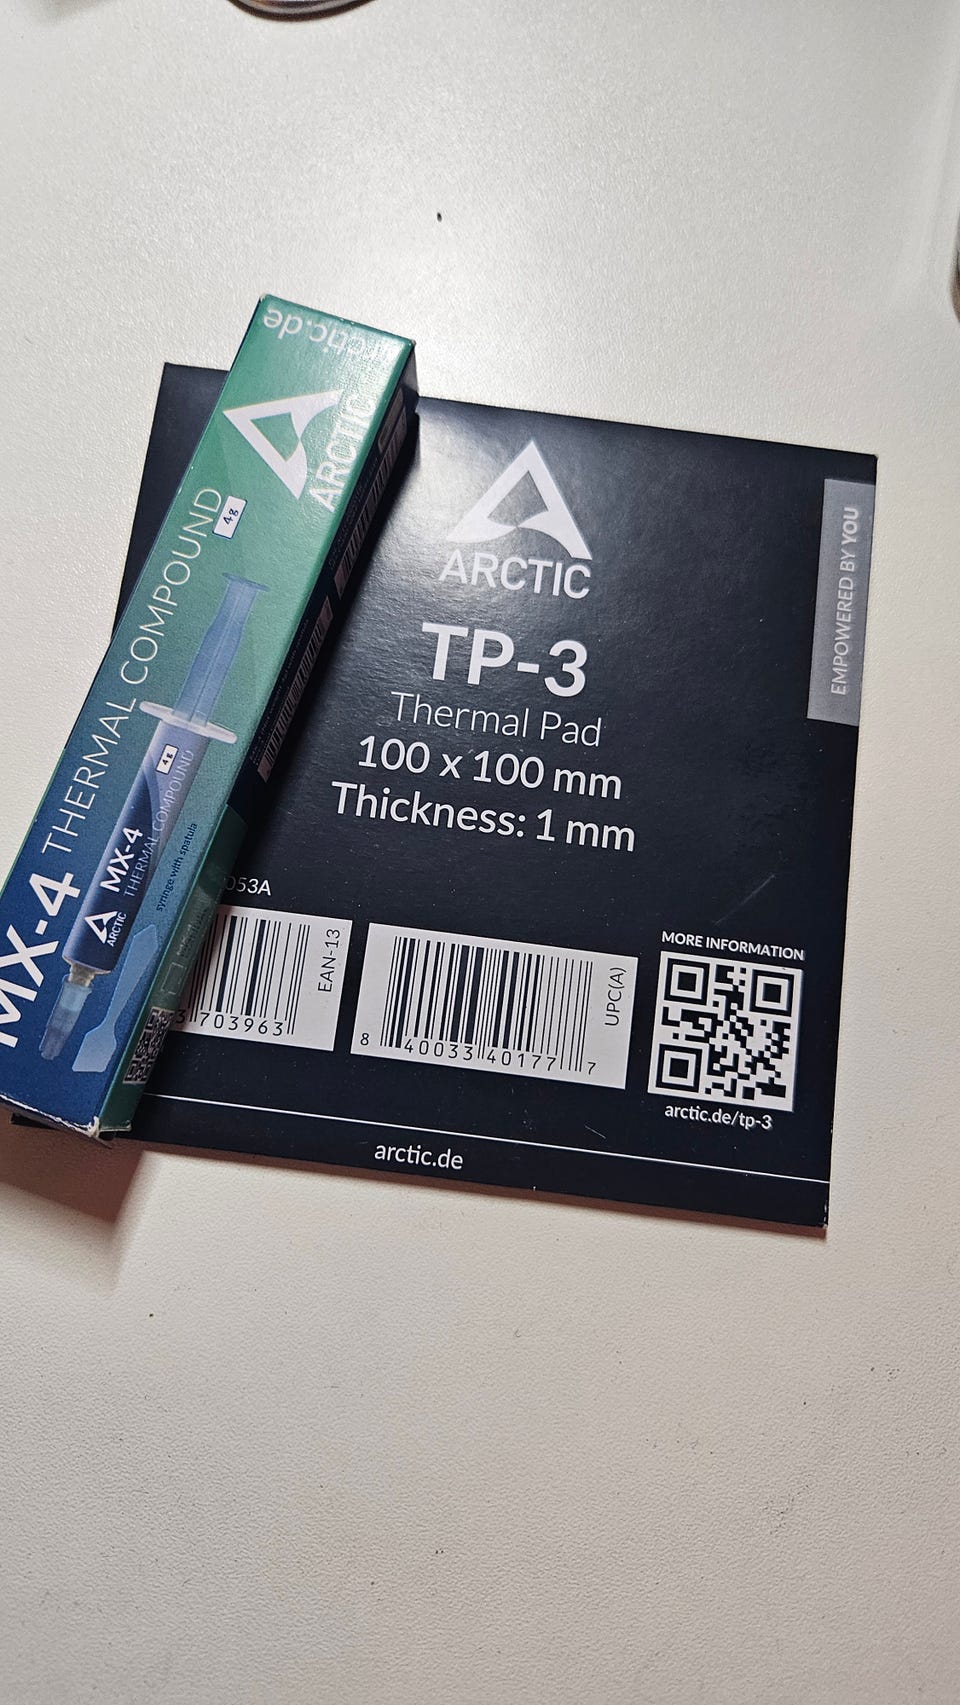 arctic.de
ARCTIC
MX-4 THERMAL COMPOUND
4g
4g
ARCTIC
MX-4
THERMAL COMPOUND
syringe with spatula
ARCTIC
TP-3
Thermal Pad
100 x 100 mm
Thickness: 1 mm
EMPOWERED BY YOU
053A
703963
EAN-13
8 40033 40177 7
UPC(A)
MORE INFORMATION
arctic.de/tp-3
arctic.de